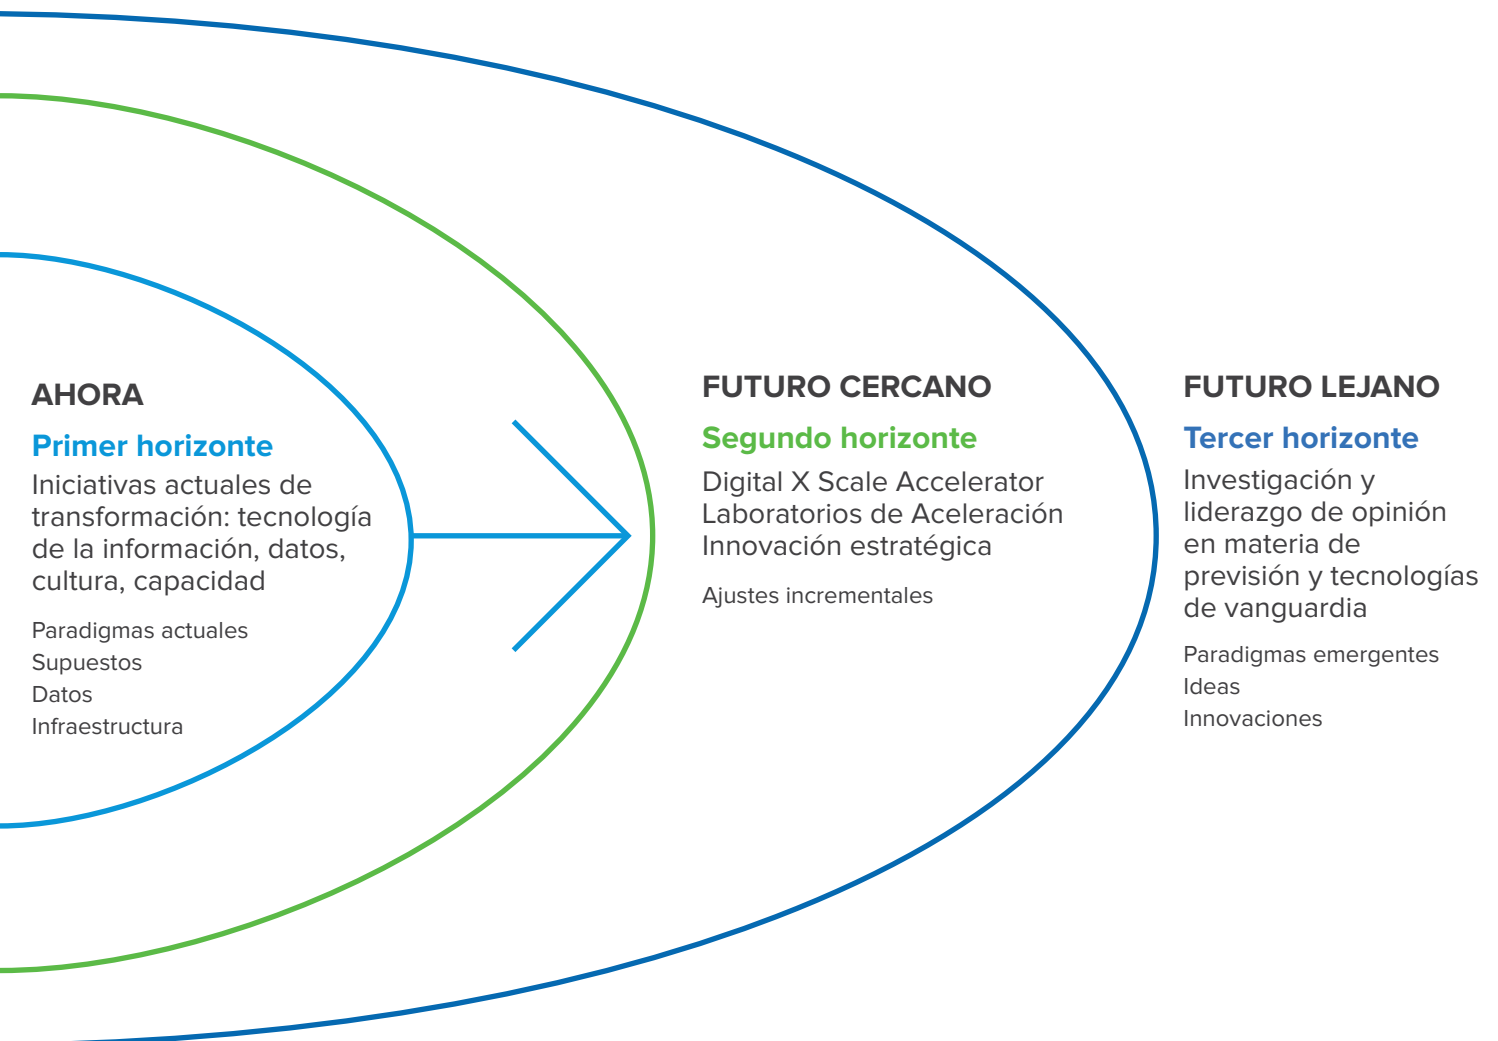 AHORA
Primer horizonte
Iniciativas actuales de
transformación: tecnología
de la información, datos,
cultura, capacidad
Paradigmas actuales
Supuestos
Datos
Infraestructura
FUTURO CERCANO
Segundo horizonte
Digital X Scale Accelerator
Laboratorios de Aceleración
Innovación estratégica
Ajustes incrementales
FUTURO LEJANO
Tercer horizonte
Investigación y
liderazgo de opinión
en materia de
previsión y tecnologías
de vanguardia
Paradigmas emergentes
Ideas
Innovaciones